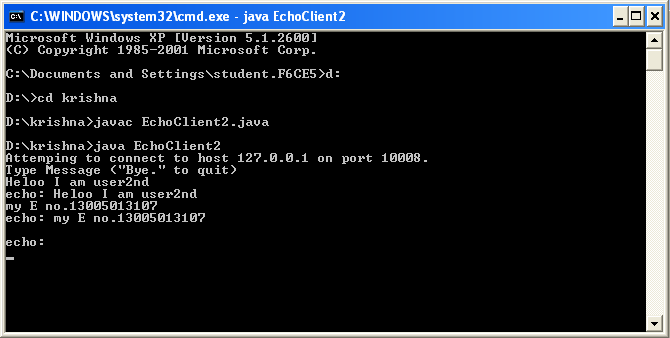 C:\WINDOWS\system32\cmd.exe - java EchoClient2
Microsoft Windows XP [Version 5.1.2600]
(C) Copyright 1985-2001 Microsoft Corp.
C:\Documents and Settings\student.F6CE5>d:
D:\>cd krishna
D:\krishna>javac EchoClient2.java
D:\krishna>java EchoClient2
Attemping to connect to host 127.0.0.1 on port 10008.
Type Message ("Bye." to quit)
Heloo I am user2nd
echo: Heloo I am user2nd
my E no.13005013107
echo: my E no.13005013107
echo: